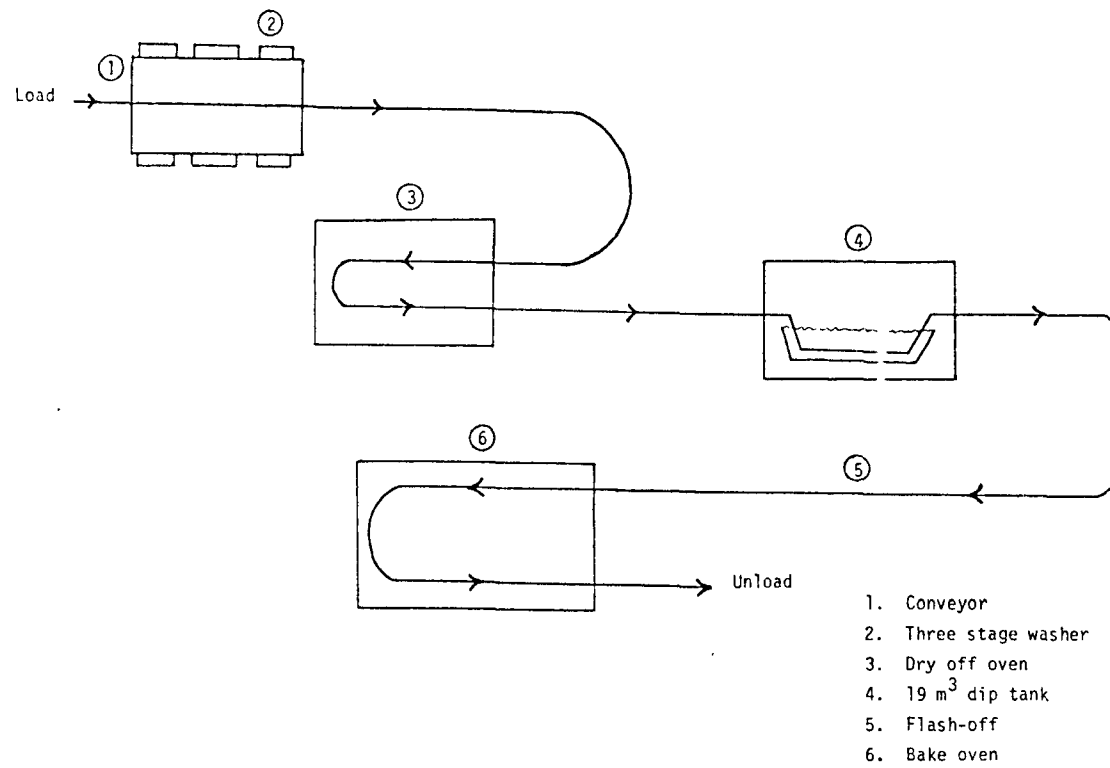 ②
①
Load
③
④
⑥
⑤
Unload
1. Conveyor
2. Three stage washer
3. Dry off oven
4. 19 m³ dip tank
5. Flash-off
6. Bake oven